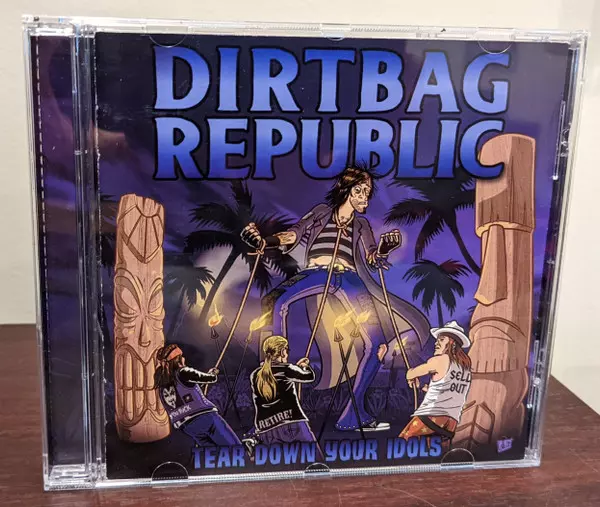 DIRTBAG
REPUBLIC
SELL
OUT
RETIRE!
TEAR DOWN YOUR IDOLS